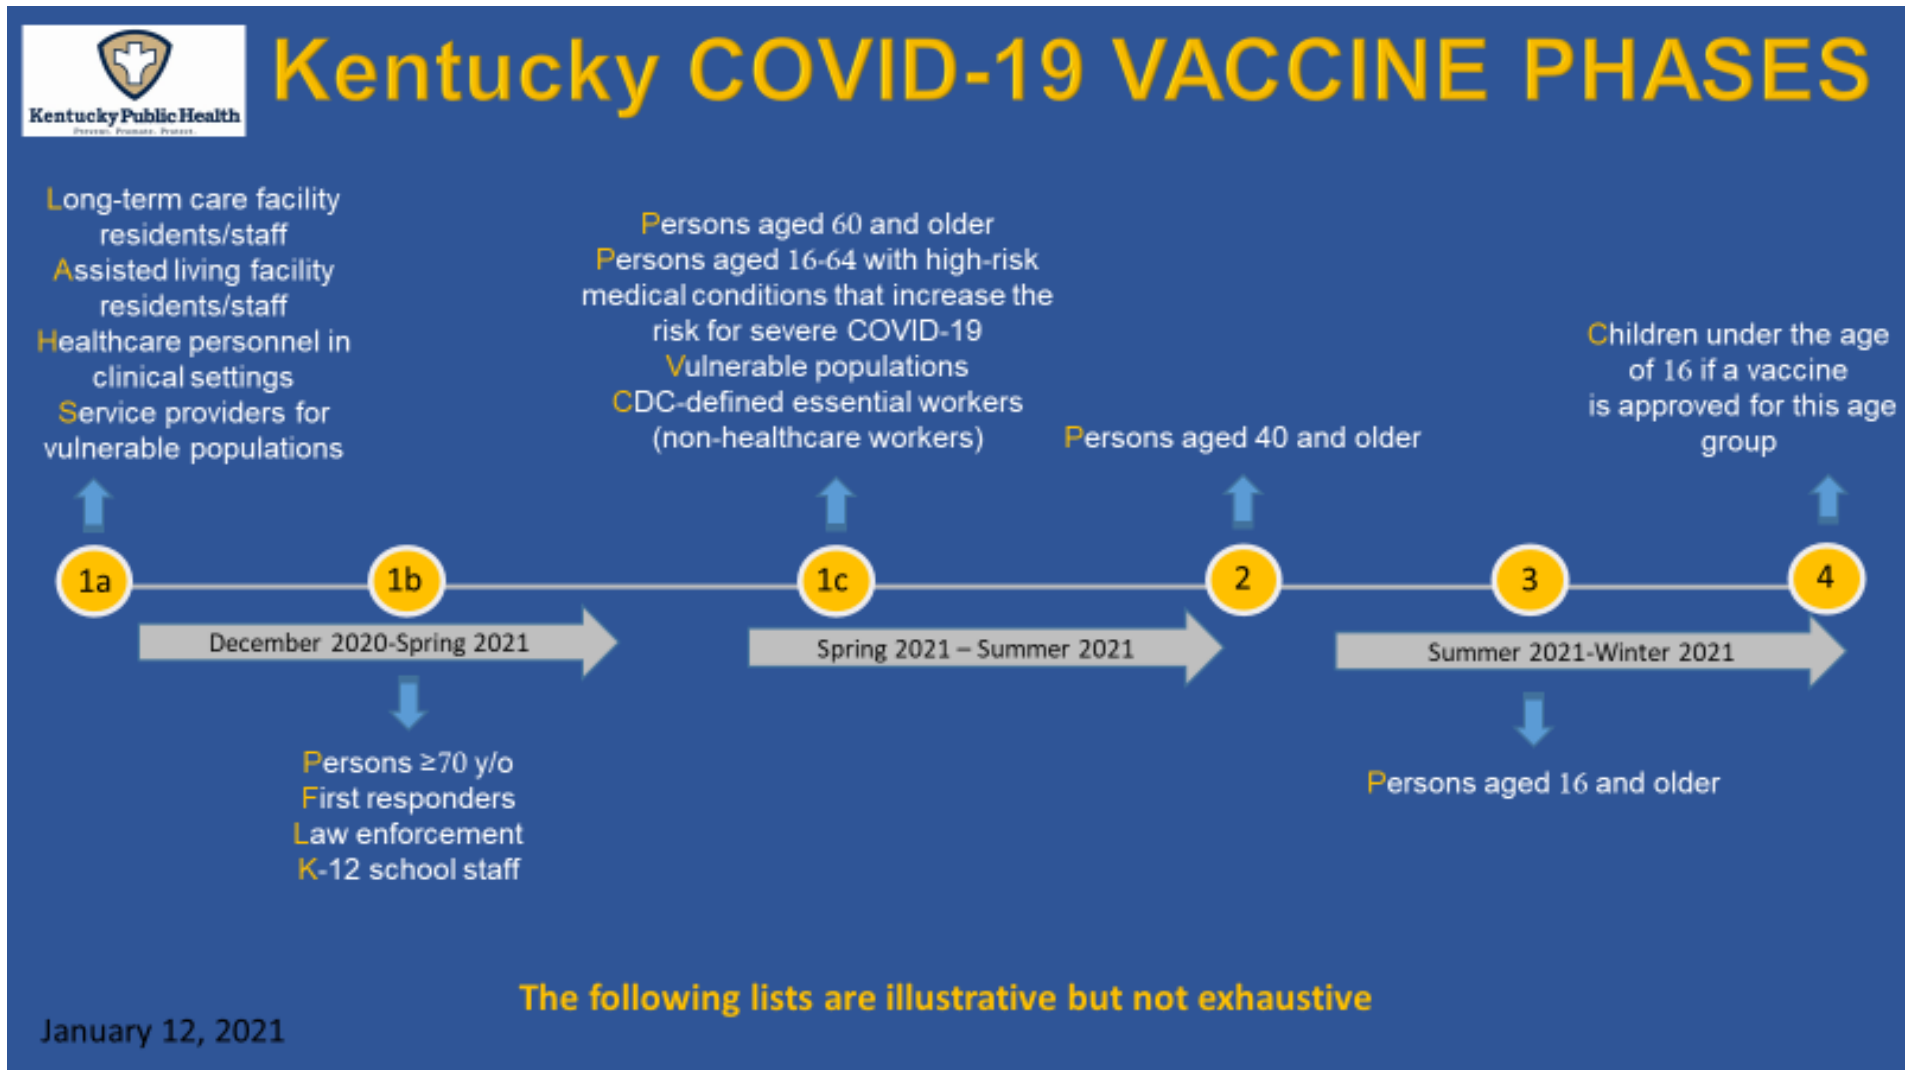 Kentucky Public Health
Prevent. Promote. Protect.
Kentucky COVID-19 VACCINE PHASES
Long-term care facility
residents/staff
Assisted living facility
residents/staff
Healthcare personnel in
clinical settings
Service providers for
vulnerable populations
Persons aged 60 and older
Persons aged 16-64 with high-risk
medical conditions that increase the
risk for severe COVID-19
Vulnerable populations
CDC-defined essential workers
(non-healthcare workers)
Persons aged 40 and older
Children under the age
of 16 if a vaccine
is approved for this age
group
1a
1b
1c
2
3
4
December 2020-Spring 2021
Spring 2021 – Summer 2021
Summer 2021-Winter 2021
Persons ≥70 y/o
First responders
Law enforcement
K-12 school staff
Persons aged 16 and older
The following lists are illustrative but not exhaustive
January 12, 2021